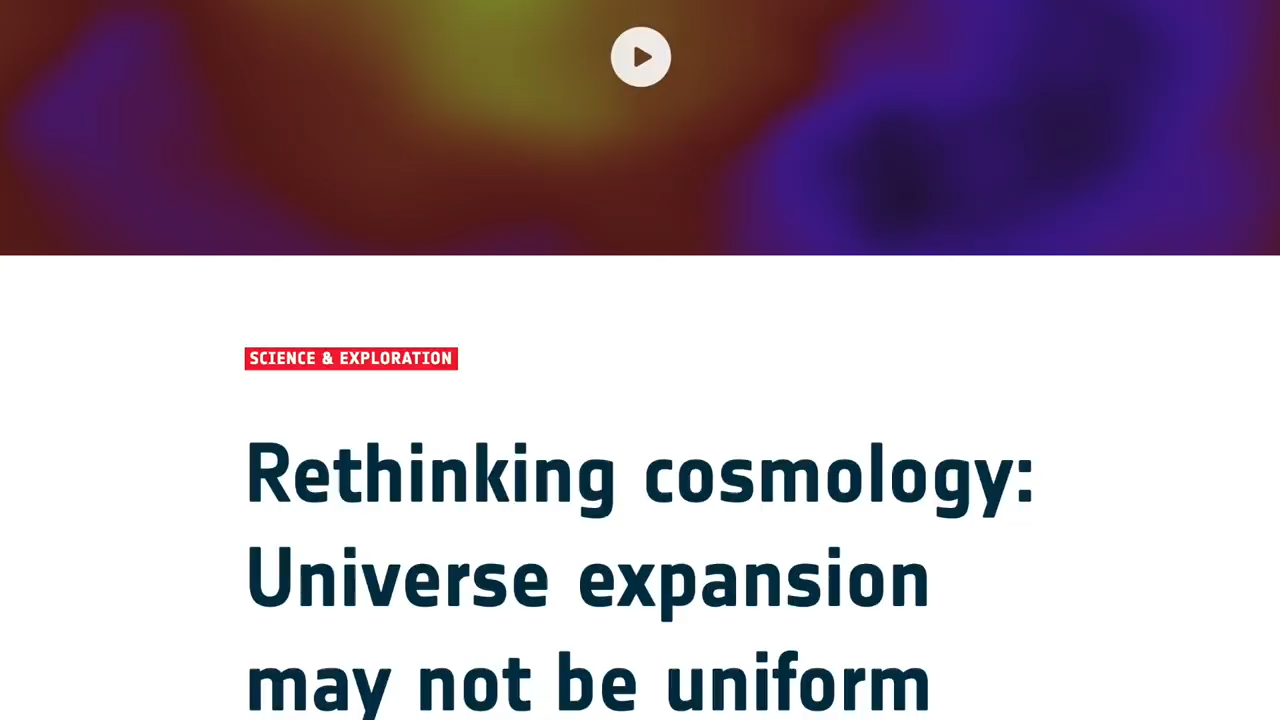 SCIENCE & EXPLORATION
Rethinking cosmology:
Universe expansion
may not be uniform